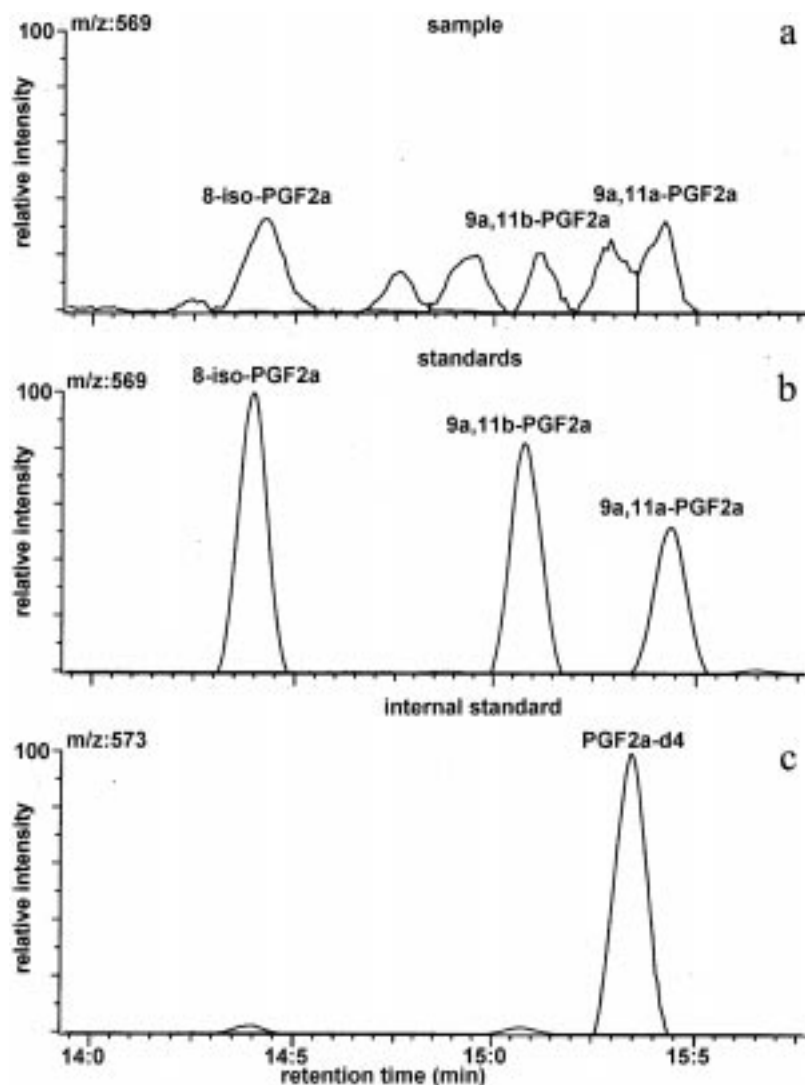 m/z:569 sample a
100
relative intensity
8-iso-PGF2a
9a,11b-PGF2a
9a,11a-PGF2a
standards
m/z:569 8-iso-PGF2a b
100
9a,11b-PGF2a
9a,11a-PGF2a
relative intensity
internal standard
m/z:573 PGF2a-d4 c
100
relative intensity
14:0 14:5 15:0 15:5
retention time (min)